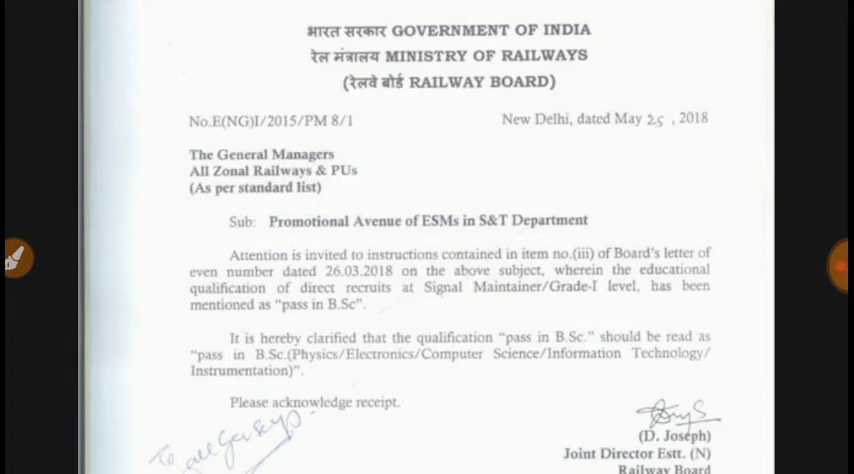 भारत सरकार GOVERNMENT OF INDIA
रेल मंत्रालय MINISTRY OF RAILWAYS
(रेलवे बोर्ड RAILWAY BOARD)
No.E(NG)I/2015/PM 8/1 New Delhi, dated May 25 , 2018
The General Managers
All Zonal Railways & PUs
(As per standard list)
Sub: Promotional Avenue of ESMs in S&T Department
Attention is invited to instructions contained in item no.(iii) of Board's letter of
even number dated 26.03.2018 on the above subject, wherein the educational
qualification of direct recruits at Signal Maintainer/Grade-I level, has been
mentioned as "pass in B.Sc".
It is hereby clarified that the qualification "pass in B.Sc." should be read as
"pass in B.Sc.(Physics/Electronics/Computer Science/Information Technology/
Instrumentation)".
Please acknowledge receipt.
To
(D. Joseph)
Joint Director Estt. (N)
Railway Board